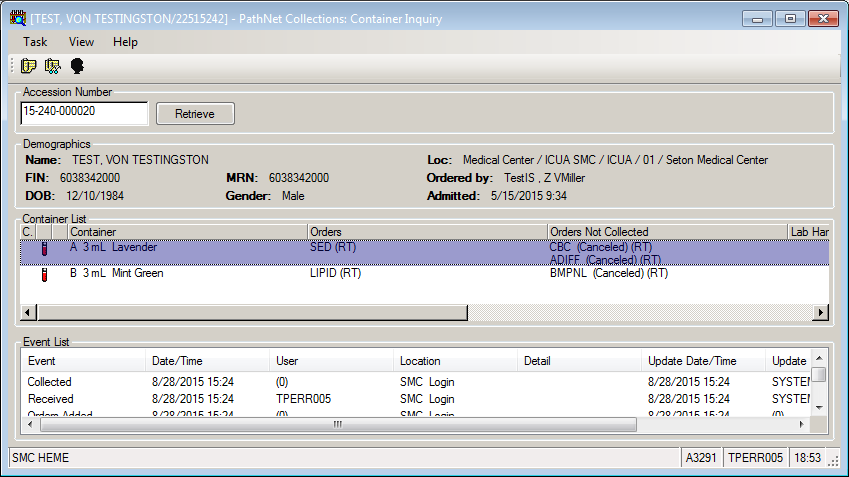 [TEST, VON TESTINGSTON/22515242] - PathNet Collections: Container Inquiry
Task View Help
Accession Number
15-240-000020 Retrieve
Demographics
Name: TEST, VON TESTINGSTON Loc: Medical Center / ICUA SMC / ICUA / 01 / Seton Medical Center
FIN: 6038342000 MRN: 6038342000 Ordered by: TestIS , Z VMiller
DOB: 12/10/1984 Gender: Male Admitted: 5/15/2015 9:34
Container List
C. Container Orders Orders Not Collected Lab Har
A 3 mL Lavender SED (RT) CBC (Canceled) (RT)
ADIFF (Canceled) (RT)
B 3 mL Mint Green LIPID (RT) BMPNL (Canceled) (RT)
Event List
Event Date/Time User Location Detail Update Date/Time Update
Collected 8/28/2015 15:24 (0) SMC Login 8/28/2015 15:24 SYSTEM
Received 8/28/2015 15:24 TPERR005 SMC Login 8/28/2015 15:24 SYSTEM
Orders Added 8/28/2015 15:24 (0) SMC Login 8/28/2015 15:24 (0)
SMC HEME A3291 TPERR005 18:53